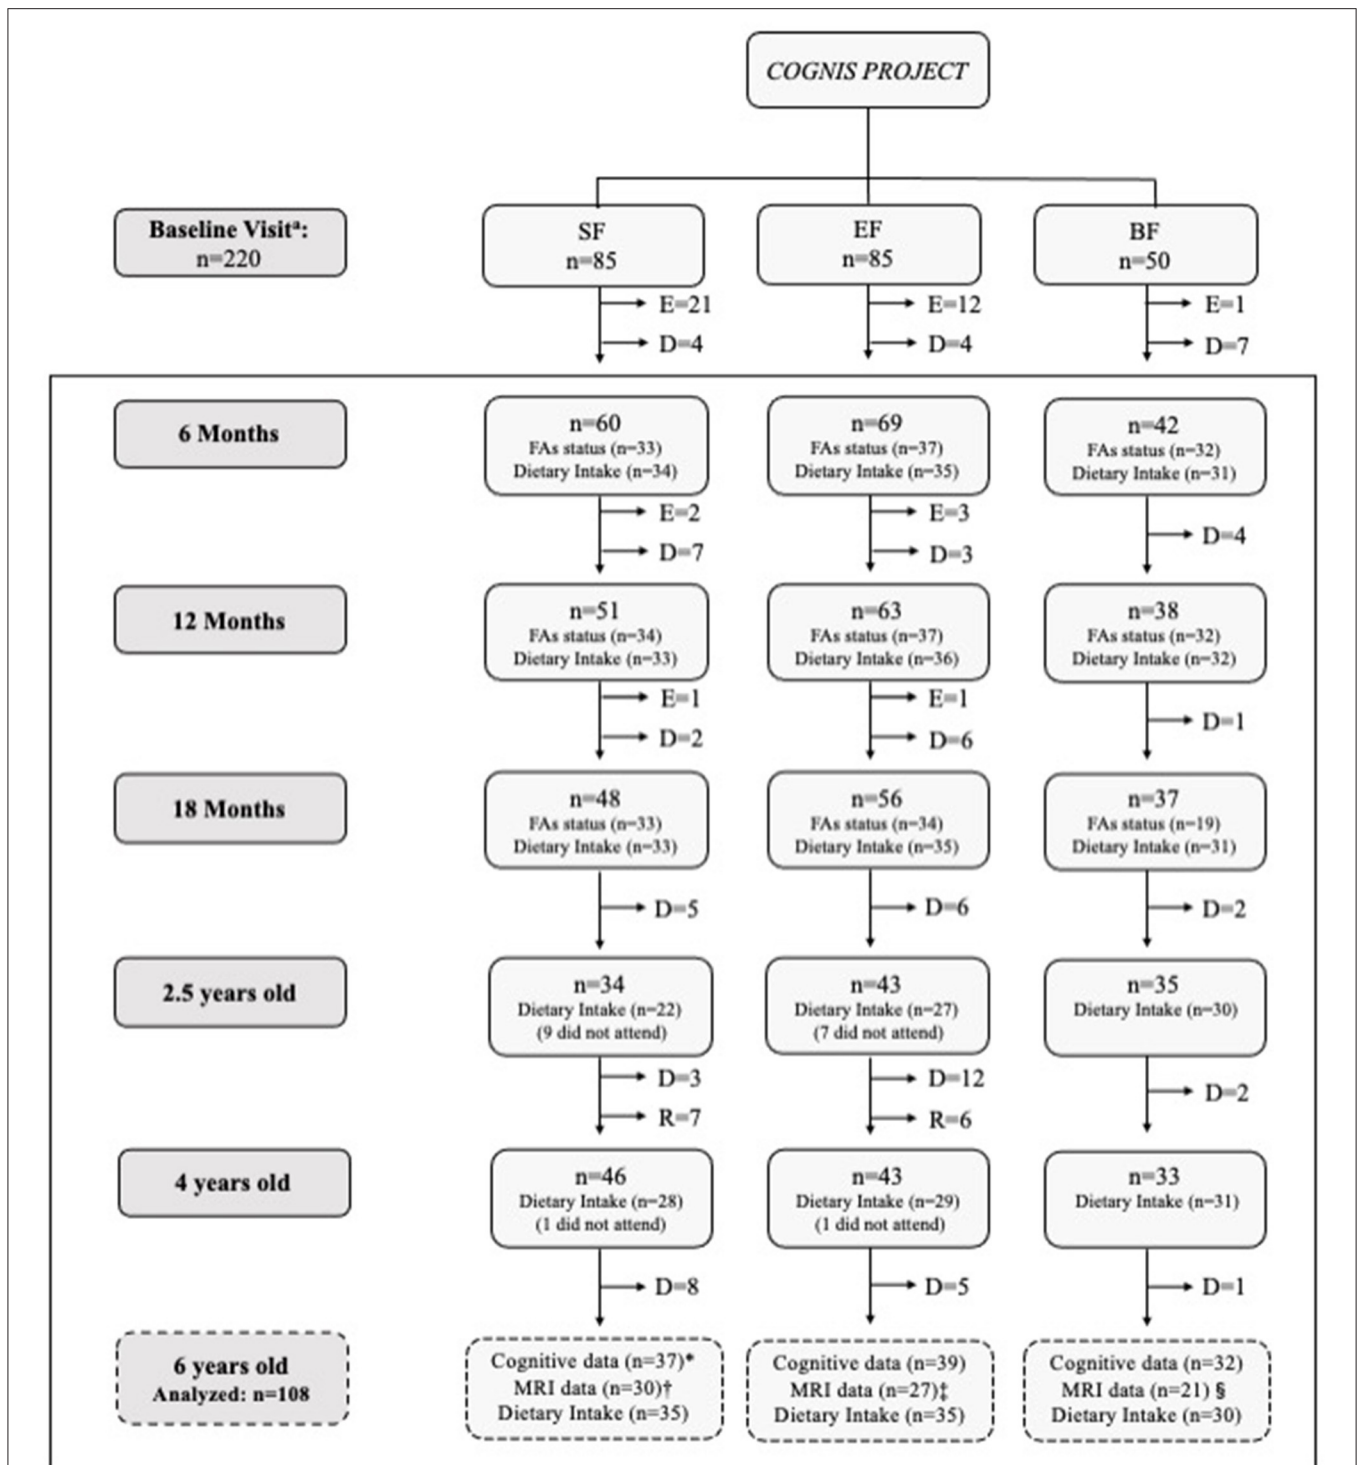 COGNIS PROJECT
Baseline Visitᵃ:
n=220
SF
n=85
EF
n=85
BF
n=50
E=21
E=12
E=1
D=4
D=4
D=7
6 Months
n=60
FAs status (n=33)
Dietary Intake (n=34)
n=69
FAs status (n=37)
Dietary Intake (n=35)
n=42
FAs status (n=32)
Dietary Intake (n=31)
E=2
D=7
E=3
D=3
D=4
12 Months
n=51
FAs status (n=34)
Dietary Intake (n=33)
n=63
FAs status (n=37)
Dietary Intake (n=36)
n=38
FAs status (n=32)
Dietary Intake (n=32)
E=1
D=2
E=1
D=6
D=1
18 Months
n=48
FAs status (n=33)
Dietary Intake (n=33)
n=56
FAs status (n=34)
Dietary Intake (n=35)
n=37
FAs status (n=19)
Dietary Intake (n=31)
D=5
D=6
D=2
2.5 years old
n=34
Dietary Intake (n=22)
(9 did not attend)
n=43
Dietary Intake (n=27)
(7 did not attend)
n=35
Dietary Intake (n=30)
D=3
R=7
D=12
R=6
D=2
4 years old
n=46
Dietary Intake (n=28)
(1 did not attend)
n=43
Dietary Intake (n=29)
(1 did not attend)
n=33
Dietary Intake (n=31)
D=8
D=5
D=1
6 years old
Analyzed: n=108
Cognitive data (n=37)*
MRI data (n=30)†
Dietary Intake (n=35)
Cognitive data (n=39)
MRI data (n=27)‡
Dietary Intake (n=35)
Cognitive data (n=32)
MRI data (n=21) §
Dietary Intake (n=30)